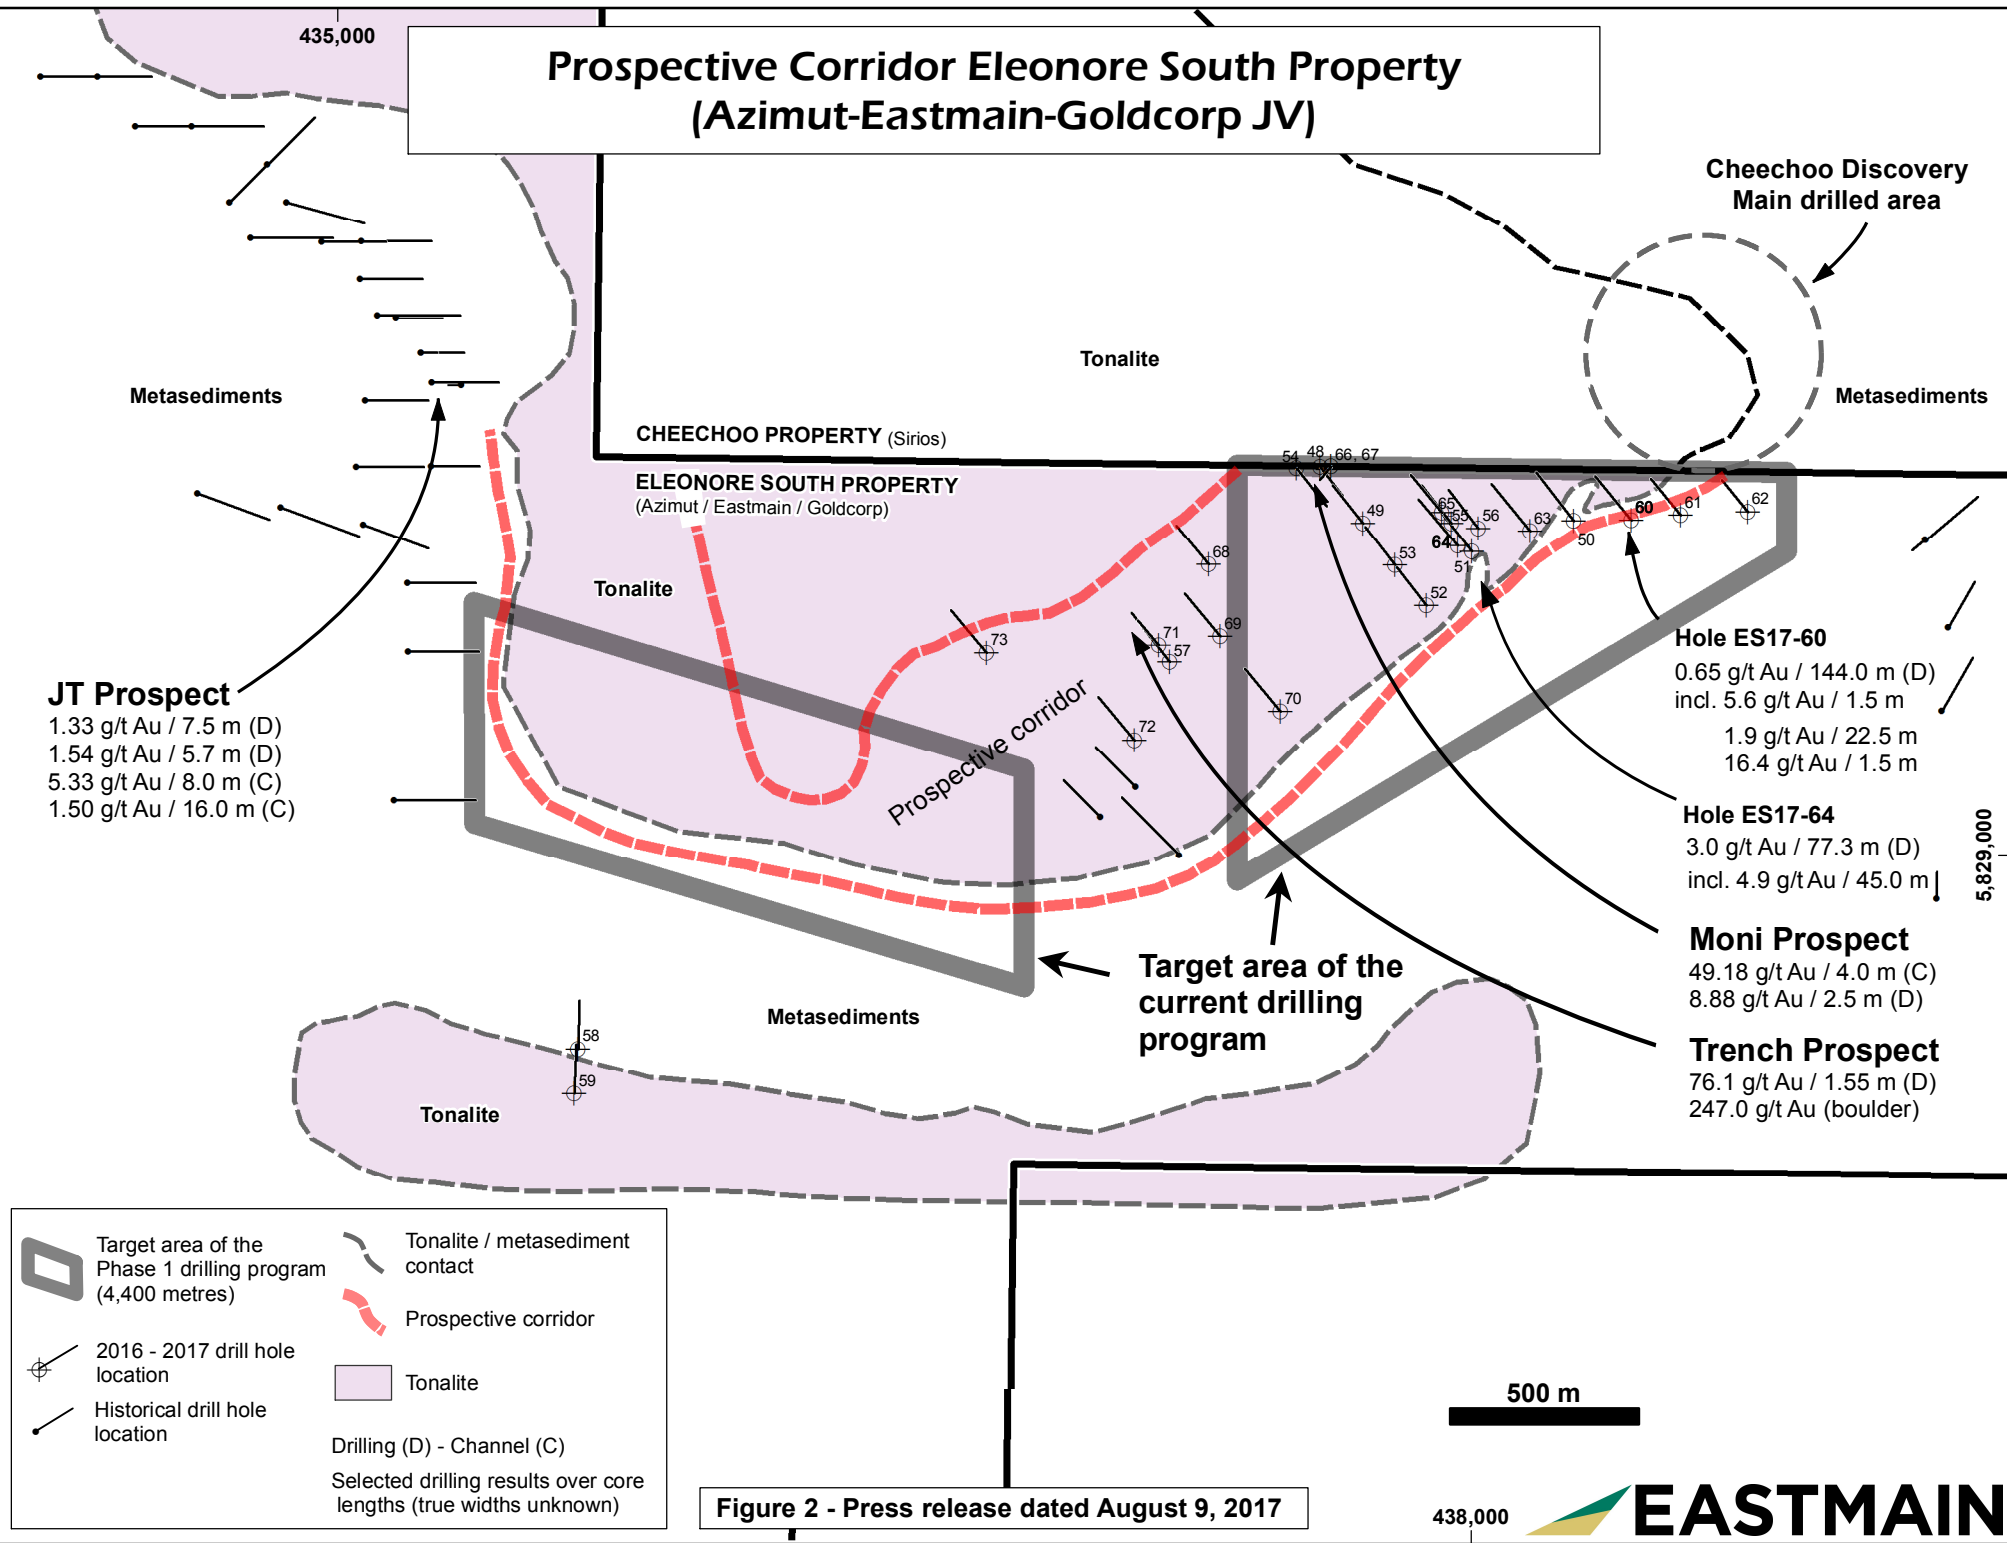 435,000
Prospective Corridor Eleonore South Property
(Azimut-Eastmain-Goldcorp JV)
Cheechoo Discovery
Main drilled area
Tonalite
Metasediments
Metasediments
CHEECHOO PROPERTY (Sirios)
ELEONORE SOUTH PROPERTY
(Azimut / Eastmain / Goldcorp)
54
48
66, 67
49
53
52
65
55
64
51
56
63
50
60
61
62
68
69
73
71
57
70
72
Tonalite
Prospective corridor
JT Prospect
1.33 g/t Au / 7.5 m (D)
1.54 g/t Au / 5.7 m (D)
5.33 g/t Au / 8.0 m (C)
1.50 g/t Au / 16.0 m (C)
Hole ES17-60
0.65 g/t Au / 144.0 m (D)
incl. 5.6 g/t Au / 1.5 m
1.9 g/t Au / 22.5 m
16.4 g/t Au / 1.5 m
Hole ES17-64
3.0 g/t Au / 77.3 m (D)
incl. 4.9 g/t Au / 45.0 m
5,829,000
Moni Prospect
49.18 g/t Au / 4.0 m (C)
8.88 g/t Au / 2.5 m (D)
Trench Prospect
76.1 g/t Au / 1.55 m (D)
247.0 g/t Au (boulder)
Target area of the
current drilling
program
Metasediments
58
59
Tonalite
Target area of the
Phase 1 drilling program
(4,400 metres)
2016 - 2017 drill hole
location
Historical drill hole
location
Tonalite / metasediment
contact
Prospective corridor
Tonalite
Drilling (D) - Channel (C)
Selected drilling results over core
lengths (true widths unknown)
500 m
Figure 2 - Press release dated August 9, 2017
438,000
EASTMAIN